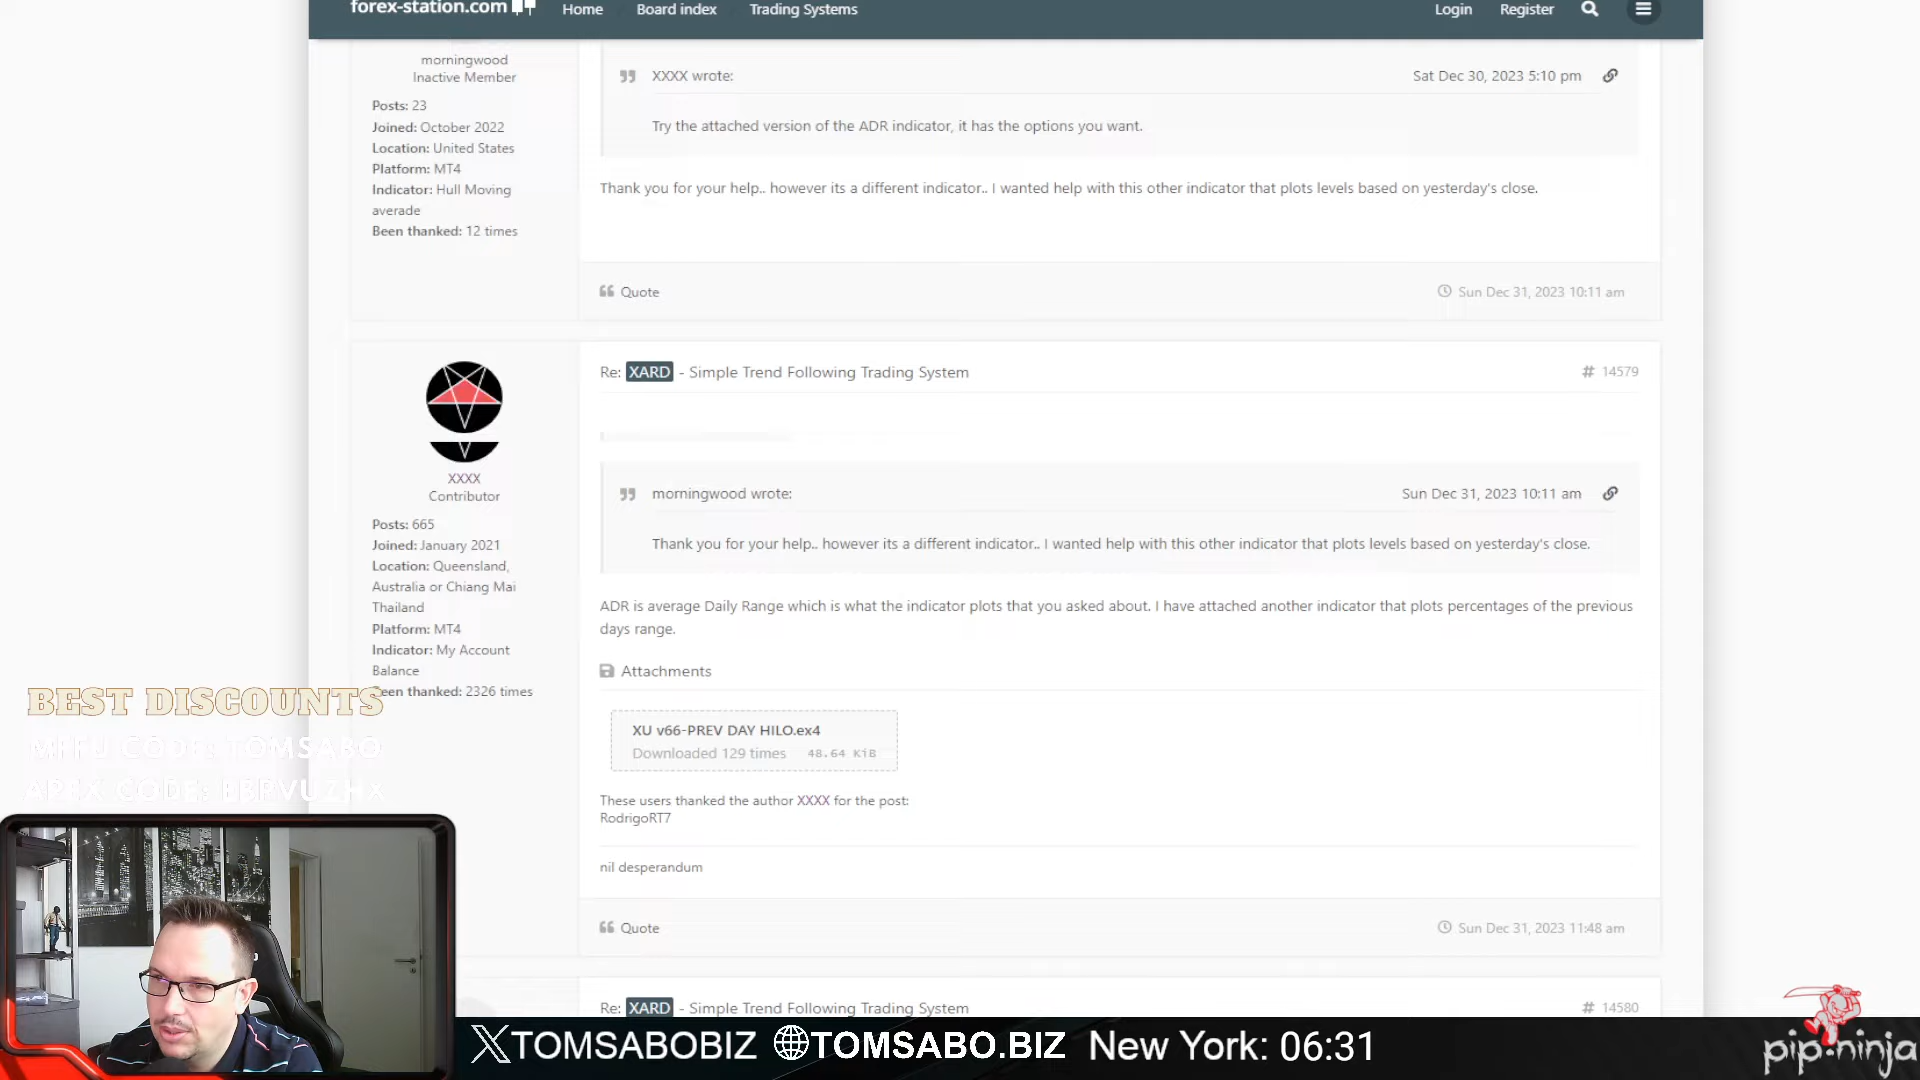 forex-station.com
Home
Board index
Trading Systems
Login
Register
morningwood
Inactive Member
Posts: 23
Joined: October 2022
Location: United States
Platform: MT4
Indicator: Hull Moving
averade
Been thanked: 12 times
XXXX wrote:
Sat Dec 30, 2023 5:10 pm
Try the attached version of the ADR indicator, it has the options you want.
Thank you for your help.. however its a different indicator.. I wanted help with this other indicator that plots levels based on yesterday's close.
Quote
Sun Dec 31, 2023 10:11 am
XXXX
Contributor
Posts: 665
Joined: January 2021
Location: Queensland,
Australia or Chiang Mai
Thailand
Platform: MT4
Indicator: My Account
Balance
Been thanked: 2326 times
Re: XARD - Simple Trend Following Trading System
# 14579
morningwood wrote:
Sun Dec 31, 2023 10:11 am
Thank you for your help.. however its a different indicator.. I wanted help with this other indicator that plots levels based on yesterday's close.
ADR is average Daily Range which is what the indicator plots that you asked about. I have attached another indicator that plots percentages of the previous
days range.
Attachments
XU v66-PREV DAY HILO.ex4
Downloaded 129 times 48.64 KiB
These users thanked the author XXXX for the post:
RodrigoRT7
nil desperandum
Quote
Sun Dec 31, 2023 11:48 am
Re: XARD - Simple Trend Following Trading System
# 14580
BEST DISCOUNTS
CODE: TOMSABO
APEX CODE:
XTOMSABOBIZ
TOMSABO.BIZ
New York: 06:31
pip·ninja